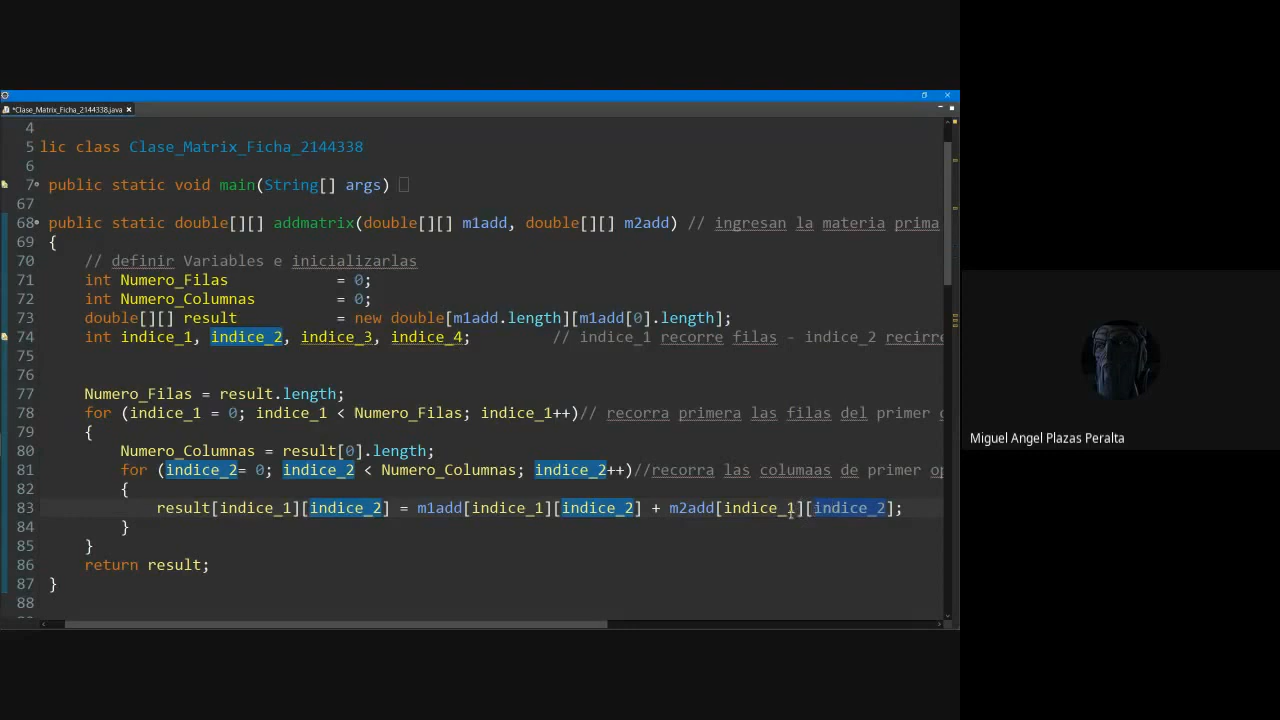 *Clase_Matrix_Ficha_2144338.java
4
5 lic class Clase_Matrix_Ficha_2144338
6
7 public static void main(String[] args)
67
68 public static double[][] addmatrix(double[][] m1add, double[][] m2add) // ingresan la materia prima
69 {
70 // definir Variables e inicializarlas
71 int Numero_Filas = 0;
72 int Numero_Columnas = 0;
73 double[][] result = new double[m1add.length][m1add[0].length];
74 int indice_1, indice_2, indice_3, indice_4; // indice_1 recorre filas - indice_2 recirre
75
76
77 Numero_Filas = result.length;
78 for (indice_1 = 0; indice_1 < Numero_Filas; indice_1++)// recorra primera las filas del primer
79 {
80 Numero_Columnas = result[0].length;
81 for (indice_2= 0; indice_2 < Numero_Columnas; indice_2++)//recorra las columaas de primer op
82 {
83 result[indice_1][indice_2] = m1add[indice_1][indice_2] + m2add[indice_1][indice_2];
84 }
85 }
86 return result;
87 }
88
Miguel Angel Plazas Peralta